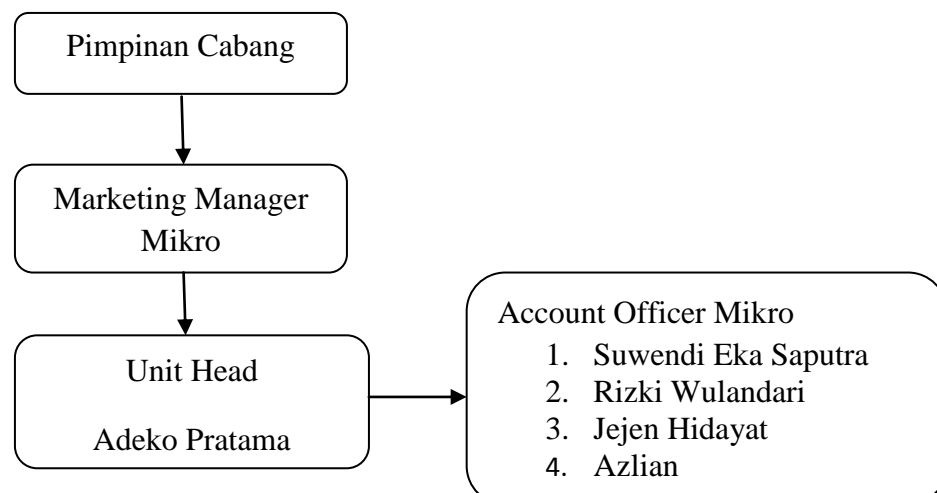 Pimpinan Cabang
Marketing Manager
Mikro
Unit Head
Adeko Pratama
Account Officer Mikro
1. Suwendi Eka Saputra
2. Rizki Wulandari
3. Jejen Hidayat
4. Azlian